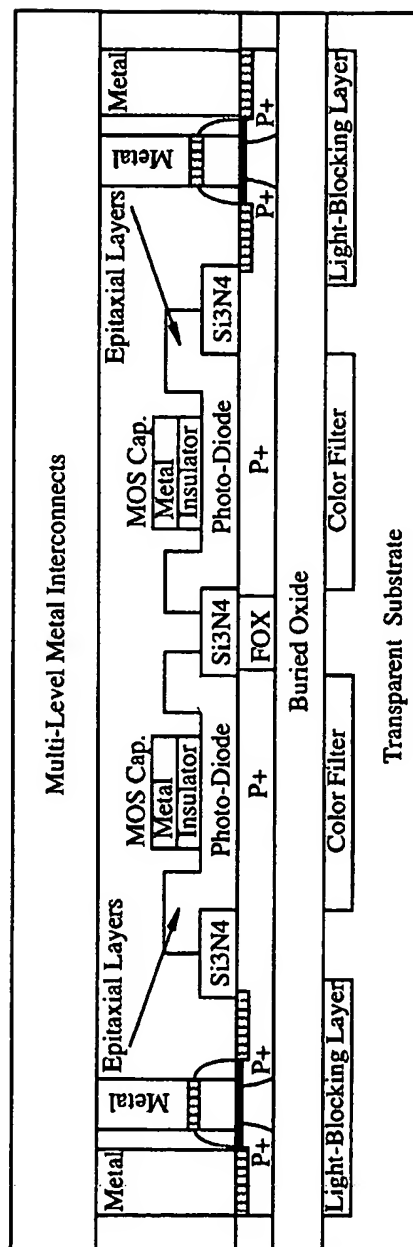 Multi-Level Metal Interconnects
Epitaxial Layers
MOS Cap.
MOS Cap.
Epitaxial Layers
Metal
Metal
Metal
Insulator
Metal
Insulator
Metal
Metal
Si3N4
Photo-Diode
Si3N4
Photo-Diode
Si3N4
P+
P+
P+
FOX
P+
P+
P+
Buried Oxide
Light-Blocking Layer
Color Filter
Color Filter
Light-Blocking Layer
Transparent Substrate